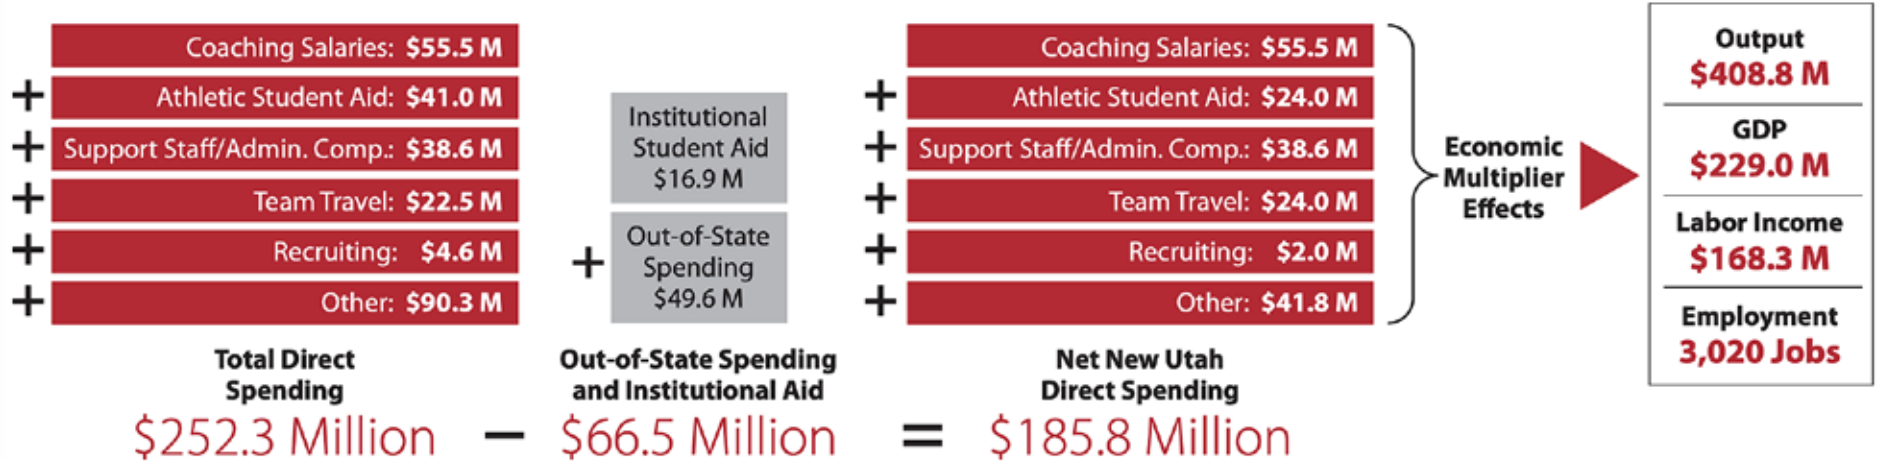 Coaching Salaries: $55.5 M
+ Athletic Student Aid: $41.0 M
+ Support Staff/Admin. Comp.: $38.6 M
+ Team Travel: $22.5 M
+ Recruiting: $4.6 M
+ Other: $90.3 M
Total Direct
Spending
$252.3 Million
−
Institutional
Student Aid
$16.9 M
+
Out-of-State
Spending
$49.6 M
Out-of-State Spending
and Institutional Aid
$66.5 Million
=
Coaching Salaries: $55.5 M
+ Athletic Student Aid: $24.0 M
+ Support Staff/Admin. Comp.: $38.6 M
+ Team Travel: $24.0 M
+ Recruiting: $2.0 M
+ Other: $41.8 M
Net New Utah
Direct Spending
$185.8 Million
Economic
Multiplier
Effects
Output
$408.8 M
GDP
$229.0 M
Labor Income
$168.3 M
Employment
3,020 Jobs